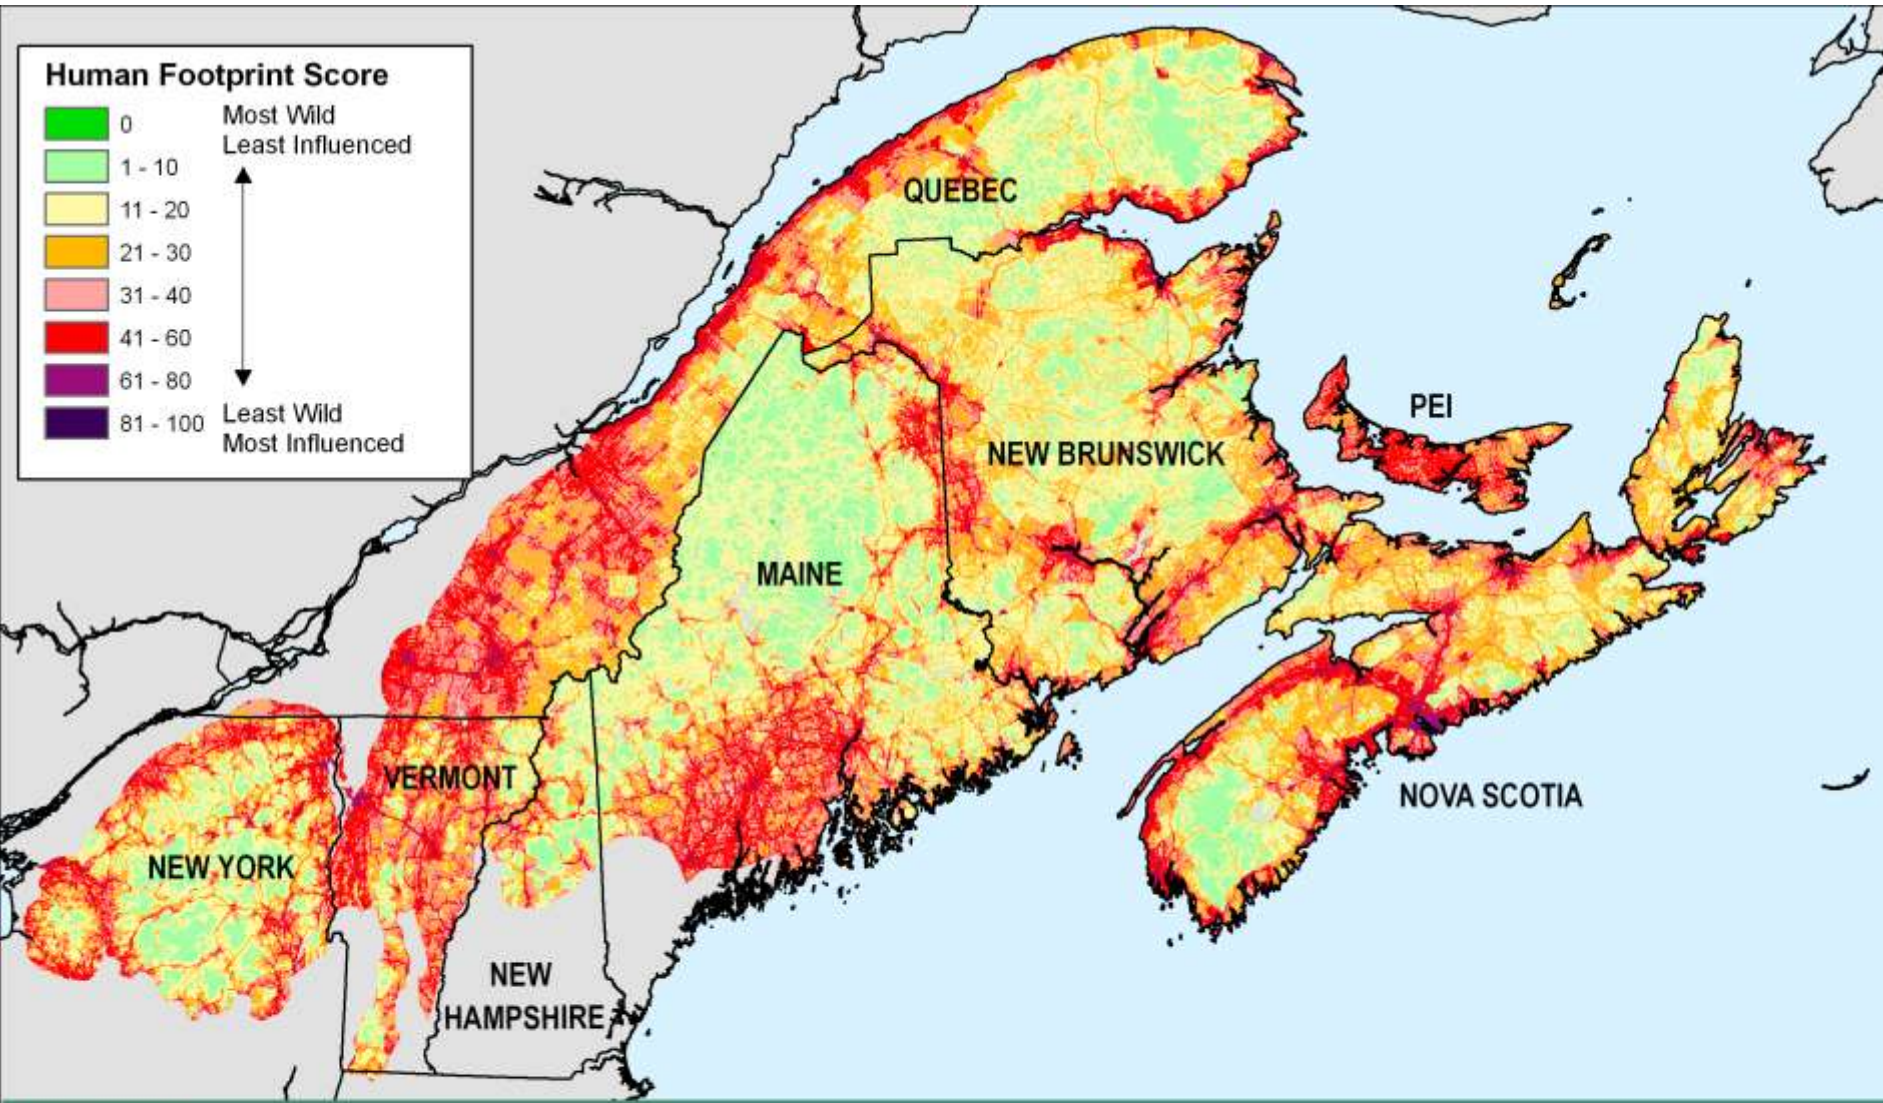 Human Footprint Score
0
Most Wild
Least Influenced
1 - 10
11 - 20
21 - 30
31 - 40
41 - 60
61 - 80
81 - 100
Least Wild
Most Influenced
QUEBEC
PEI
NEW BRUNSWICK
MAINE
VERMONT
NOVA SCOTIA
NEW YORK
NEW
HAMPSHIRE